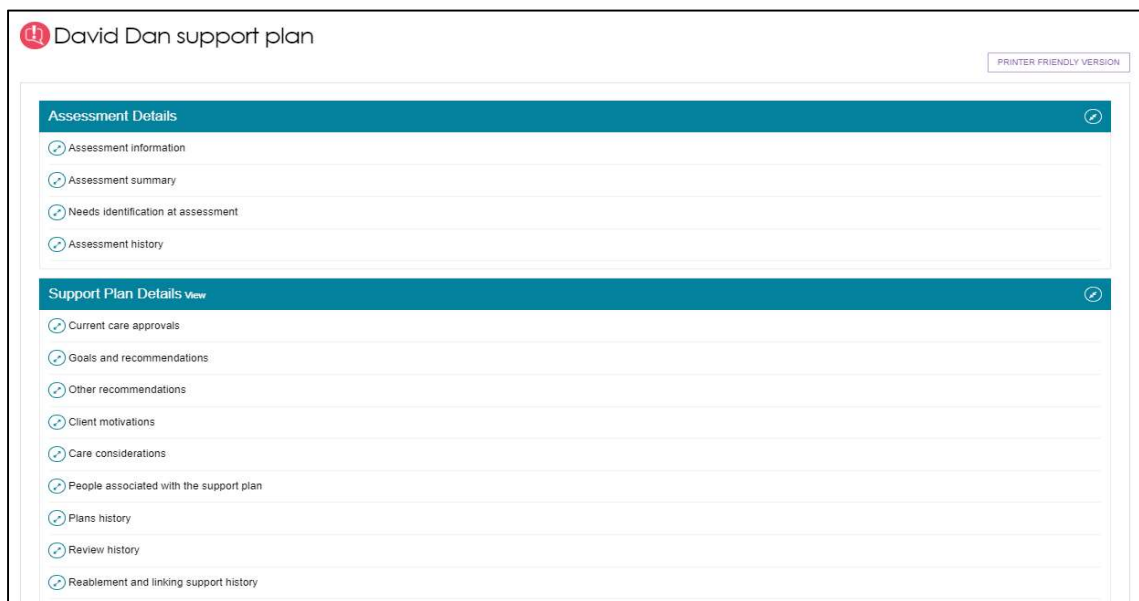 David Dan support plan
PRINTER FRIENDLY VERSION
Assessment Details
Assessment information
Assessment summary
Needs identification at assessment
Assessment history
Support Plan Details View
Current care approvals
Goals and recommendations
Other recommendations
Client motivations
Care considerations
People associated with the support plan
Plans history
Review history
Reablement and linking support history